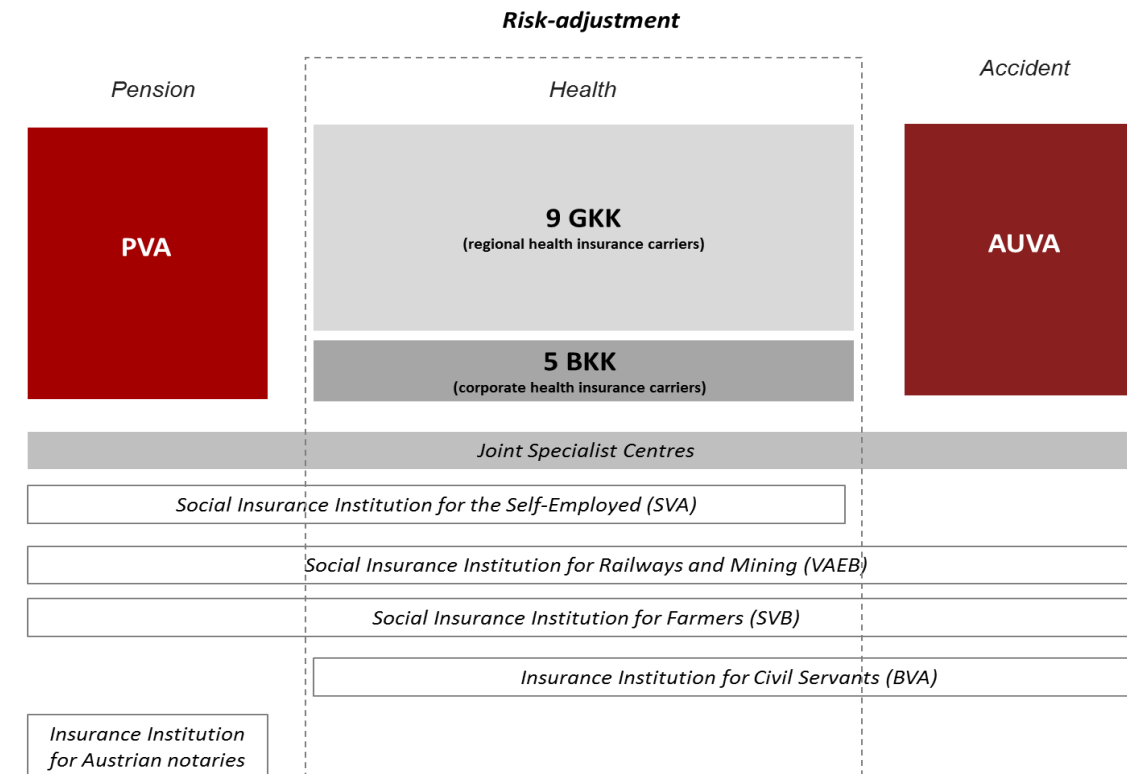 Risk-adjustment
Pension
Health
Accident
PVA
9 GKK
(regional health insurance carriers)
AUVA
5 BKK
(corporate health insurance carriers)
Joint Specialist Centres
Social Insurance Institution for the Self-Employed (SVA)
Social Insurance Institution for Railways and Mining (VAEB)
Social Insurance Institution for Farmers (SVB)
Insurance Institution for Civil Servants (BVA)
Insurance Institution
for Austrian notaries